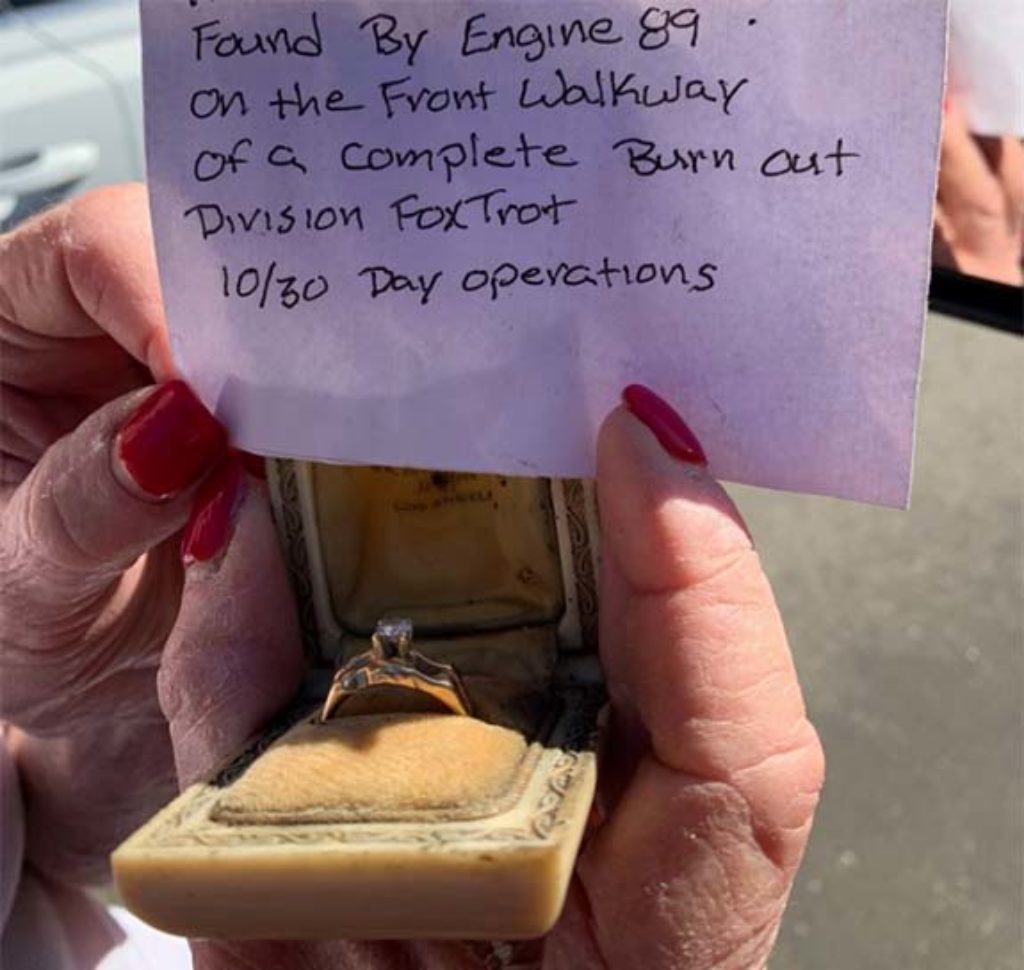 Found By Engine 89.
on the Front Walkway
of a complete Burn out
Division FoxTrot
10/30 Day operations